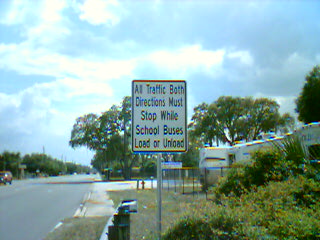 All Traffic Both
Directions Must
Stop While
School Buses
Load or Unload